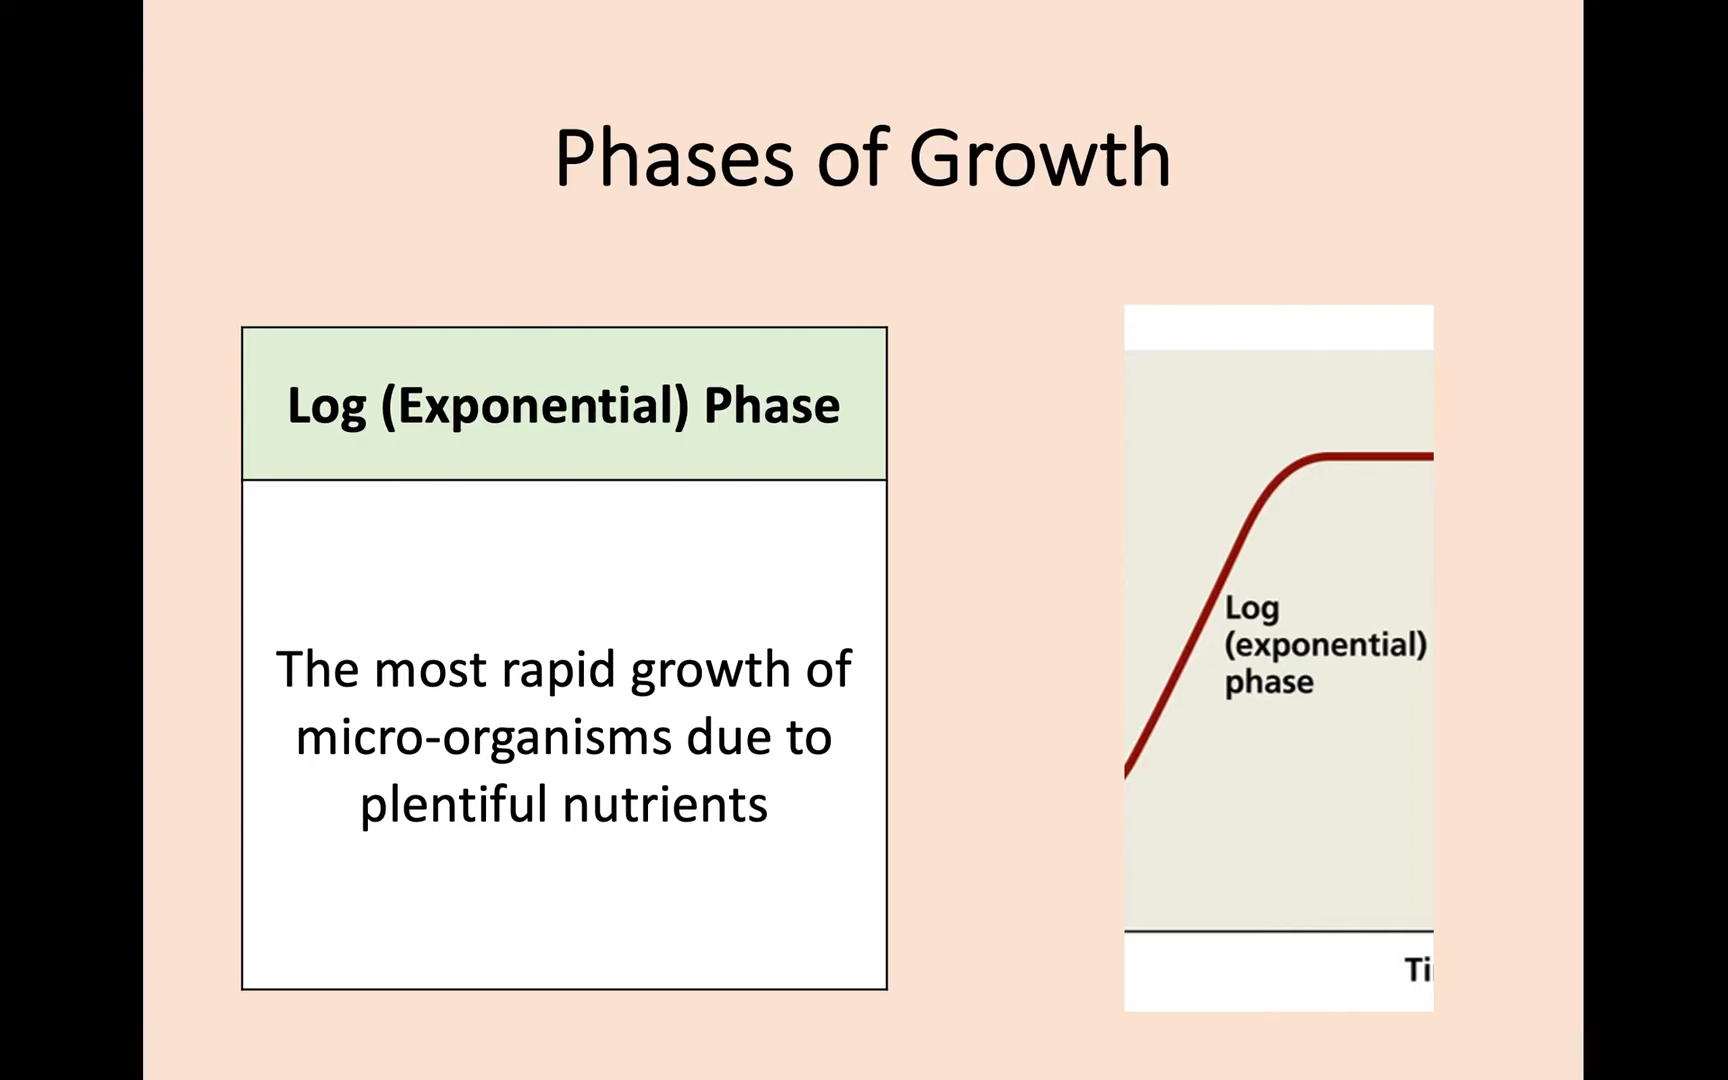 Phases of Growth
Log (Exponential) Phase
The most rapid growth of
micro-organisms due to
plentiful nutrients
Log
(exponential)
phase
Ti